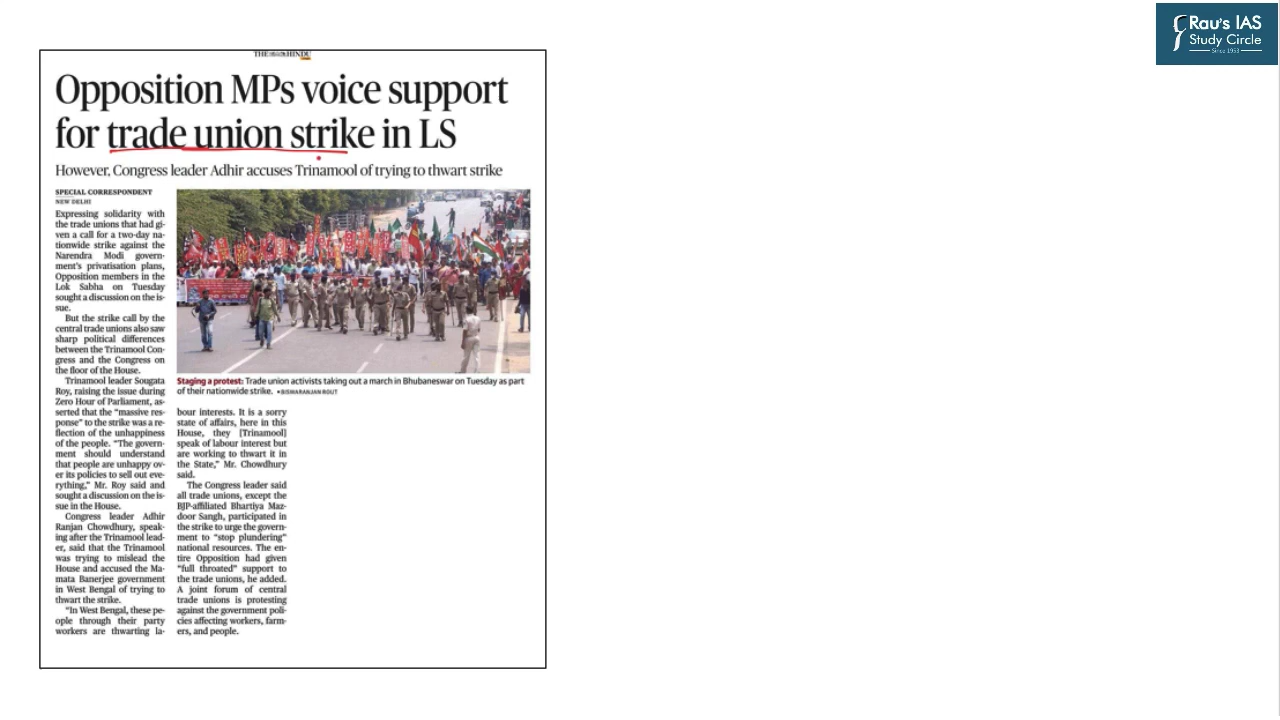 Rau's IAS
Study Circle
Since 1953
THE HINDU
Opposition MPs voice support
for trade union strike in LS
However, Congress leader Adhir accuses Trinamool of trying to thwart strike
SPECIAL CORRESPONDENT
NEW DELHI
Expressing solidarity with
the trade unions that had gi-
ven a call for a two-day na-
tionwide strike against the
Narendra Modi govern-
ment's privatisation plans,
Opposition members in the
Lok Sabha on Tuesday
sought a discussion on the is-
sue.
But the strike call by the
central trade unions also saw
sharp political differences
between the Trinamool Con-
gress and the Congress on
the floor of the House.
Trinamool leader Sougata
Roy, raising the issue during
Zero Hour of Parliament, as-
serted that the “massive res-
ponse” to the strike was a re-
flection of the unhappiness
of the people. “The govern-
ment should understand
that people are unhappy ov-
er its policies to sell out eve-
rything,” Mr. Roy said and
sought a discussion on the is-
sue in the House.
Congress leader Adhir
Ranjan Chowdhury, speak-
ing after the Trinamool lead-
er, said that the Trinamool
was trying to mislead the
House and accused the Ma-
mata Banerjee government
in West Bengal of trying to
thwart the strike.
“In West Bengal, these pe-
ople through their party
workers are thwarting la-
Staging a protest: Trade union activists taking out a march in Bhubaneswar on Tuesday as part
of their nationwide strike. • BISWARANJAN ROUT
bour interests. It is a sorry
state of affairs, here in this
House, they [Trinamool]
speak of labour interest but
are working to thwart it in
the State,” Mr. Chowdhury
said.
The Congress leader said
all trade unions, except the
BJP-affiliated Bhartiya Maz-
door Sangh, participated in
the strike to urge the govern-
ment to “stop plundering”
national resources. The en-
tire Opposition had given
“full throated” support to
the trade unions, he added.
A joint forum of central
trade unions is protesting
against the government poli-
cies affecting workers, farm-
ers, and people.